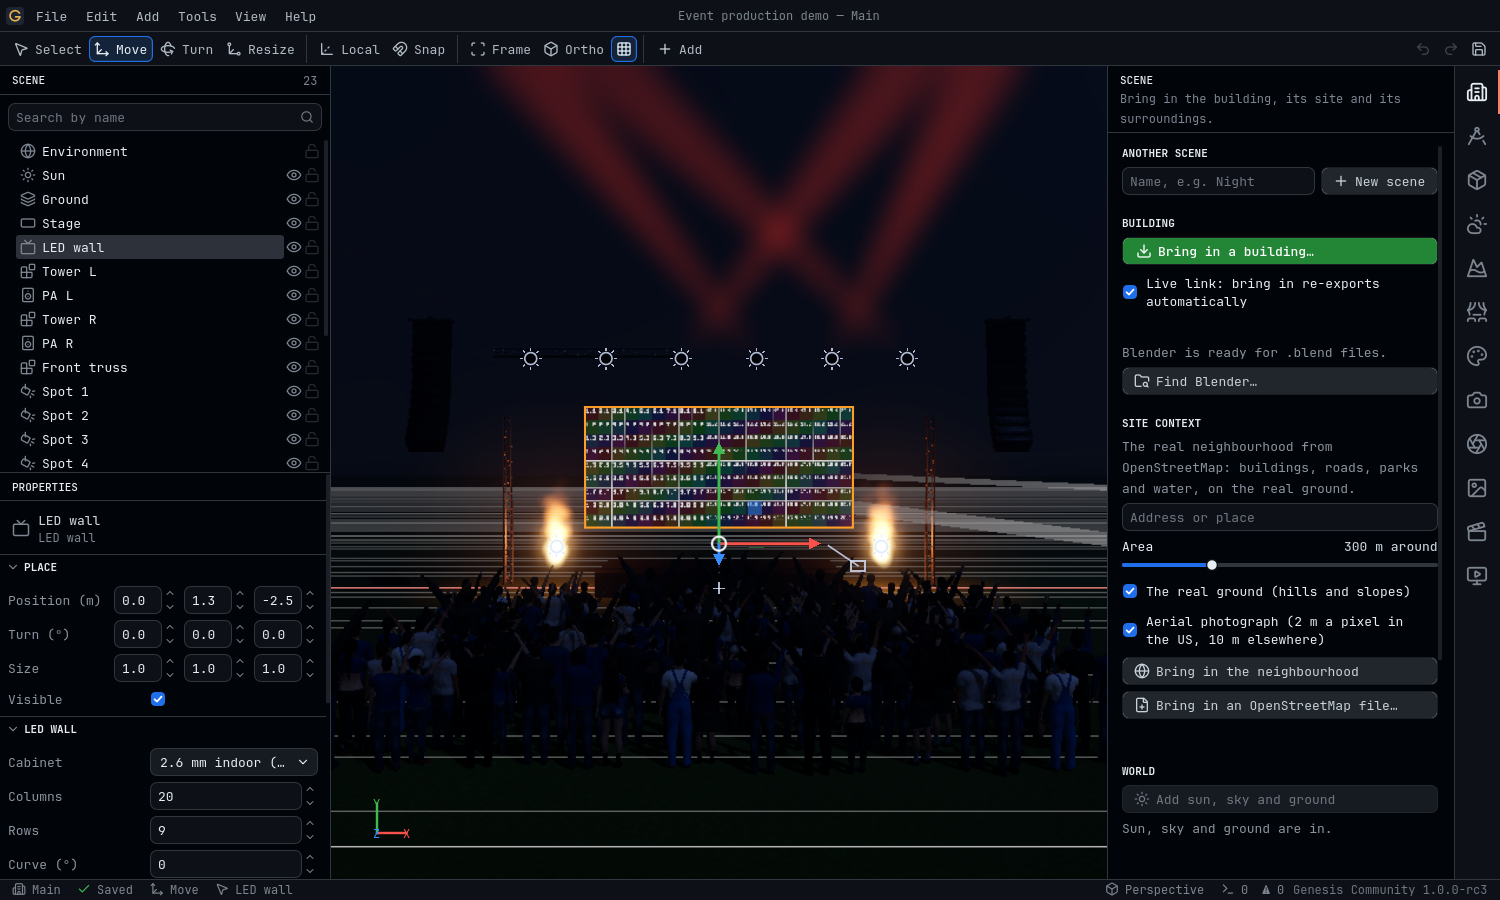 File Edit Add Tools View Help
Event production demo — Main
Select Move Turn Resize Local Snap Frame Ortho Add
SCENE 23
Search by name
Environment
Sun
Ground
Stage
LED wall
Tower L
PA L
Tower R
PA R
Front truss
Spot 1
Spot 2
Spot 3
Spot 4
PROPERTIES
LED wall
LED wall
PLACE
Position (m) 0.0 1.3 -2.5
Turn (°) 0.0 0.0 0.0
Size 1.0 1.0 1.0
Visible
LED WALL
Cabinet 2.6 mm indoor (…
Columns 20
Rows 9
Curve (°) 0
Y
Z X
SCENE
Bring in the building, its site and its
surroundings.
ANOTHER SCENE
Name, e.g. Night New scene
BUILDING
Bring in a building…
Live link: bring in re-exports
automatically
Blender is ready for .blend files.
Find Blender…
SITE CONTEXT
The real neighbourhood from
OpenStreetMap: buildings, roads, parks
and water, on the real ground.
Address or place
Area 300 m around
The real ground (hills and slopes)
Aerial photograph (2 m a pixel in
the US, 10 m elsewhere)
Bring in the neighbourhood
Bring in an OpenStreetMap file…
WORLD
Add sun, sky and ground
Sun, sky and ground are in.
Main Saved Move LED wall
Perspective 0 0 Genesis Community 1.0.0-rc3